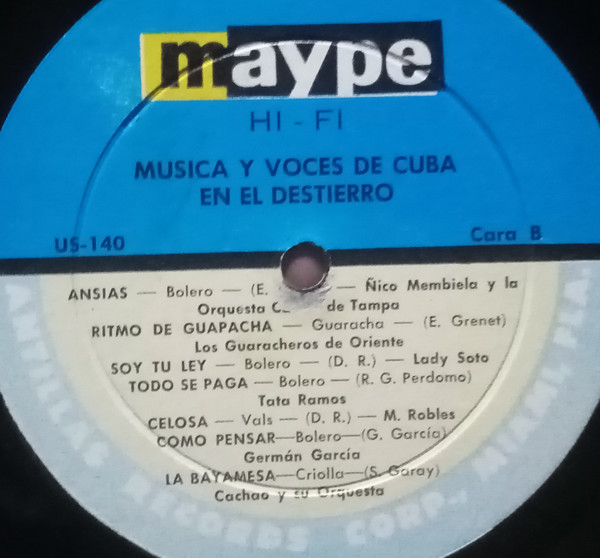 maype
HI - FI
MUSICA Y VOCES DE CUBA
EN EL DESTIERRO
US-140
Cara B
ANSIAS — Bolero — (E. — Ñico Membiela y la
Orquesta de Tampa
RITMO DE GUAPACHA — Guaracha — (E. Grenet)
Los Guaracheros de Oriente
SOY TU LEY — Bolero — (D. R.) — Lady Soto
TODO SE PAGA — Bolero — (R. G. Perdomo)
Tata Ramos
CELOSA — Vals — (D. R.) — M. Robles
COMO PENSAR—Bolero—(G. García)
Germán García
LA BAYAMESA—Criolla—(S. Garay)
Cachao y su Orquesta
ANTILLAS RECORDS CORP., MIAMI, FLA.